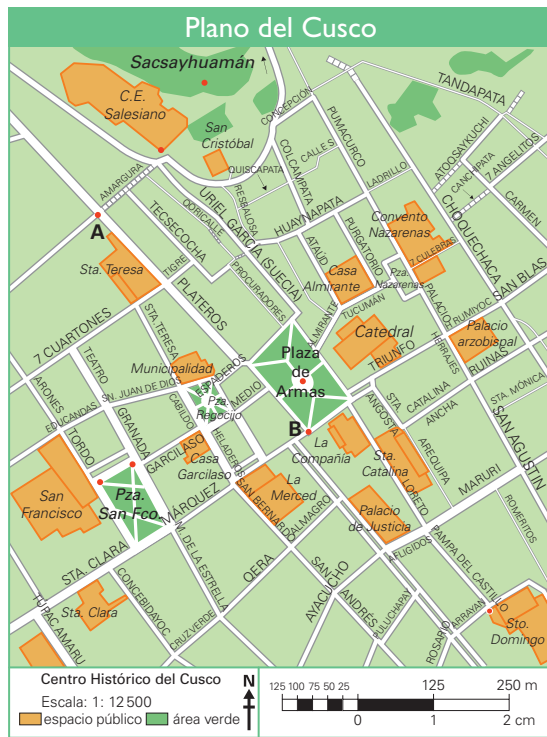 Plano del Cusco
Sacsayhuamán
C.E.
Salesiano
San
Cristóbal
CONCEPCIÓN
TANDAPATA
PUMACURCO
ATOQSAYKUCHI
7 ANGELITOS
CANCHIPATA
CARMEN
CALLE S.
COLCAMPATA
QUISCAPATA
LADRILLO
CHOQUECHACA
AMARGURA
URIEL GARCÍA (SUECIA)
RESBALOSA
HUAYNAPATA
QORICALLE
TECSECOCHA
A
Convento
Nazarenas
7 CULEBRAS
Pza.
Nazarenas
SAN BLAS
Sta. Teresa
TIGRE
PROCURADORES
ATAUD
PURGATORIO
Casa
Almirante
PALACIO
TUCUMÁN
H. RUMIYOC
PLATEROS
ALMIRANTE
Catedral
HERRAJES
Palacio
arzobispal
7 CUARTONES
STA. TERESA
TEATRO
Municipalidad
ESPADEROS
Plaza
de
Armas
TRIUNFO
RUINAS
STA. MÓNICA
ARONES
SN. JUAN DE DIOS
EDUCANDAS
CABILDO
Pza.
Regocijo
MEDIO
STA.
CATALINA
ANCHA
SAN AGUSTIN
TORDO
GRANADA
GARCILASO
HELADEROS
B
ANGOSTA
La
Compañía
Sta.
Catalina
AREQUIPA
Casa
Garcilaso
San
Francisco
Pza.
San Fco.
MÁRQUEZ
SAN BERNARDO
La
Merced
ALMAGRO
Palacio
de Justicia
LORETO
MARURI
ROMERITOS
STA. CLARA
M. DE LA ESTRELLA
AFLIGIDOS
PAMPA DEL CASTILLO
QERA
AYACUCHO
SAN
ANDRÉS
PULUCHAPAY
Sta. Clara
CONCEBIDAYOC
CRUZ VERDE
TUPAC AMARU
ROSARIO
ARRAYAN
Sto.
Domingo
Centro Histórico del Cusco
N
Escala: 1: 12 500
espacio público
área verde
125 100 75 50 25
125
250 m
0
1
2 cm